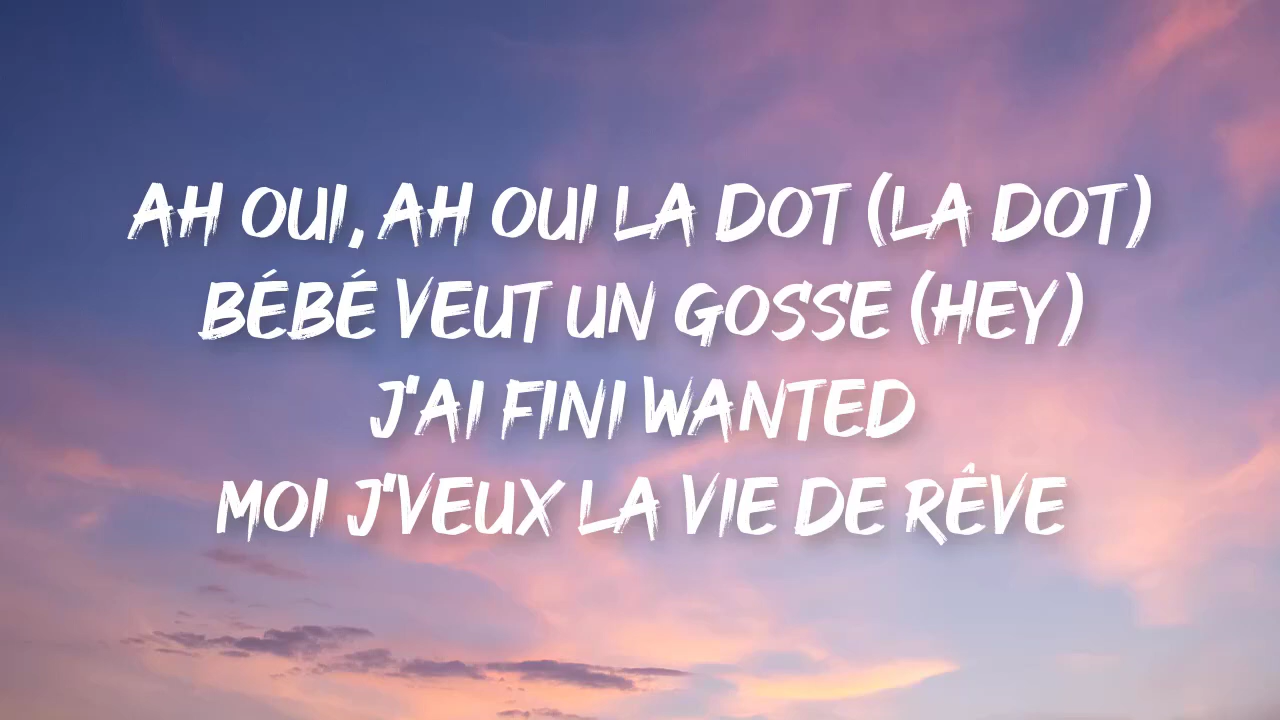 AH OUI, AH OUI LA DOT (LA DOT)
BÉBÉ VEUT UN GOSSE (HEY)
J'AI FINI WANTED
MOI J'VEUX LA VIE DE RÊVE